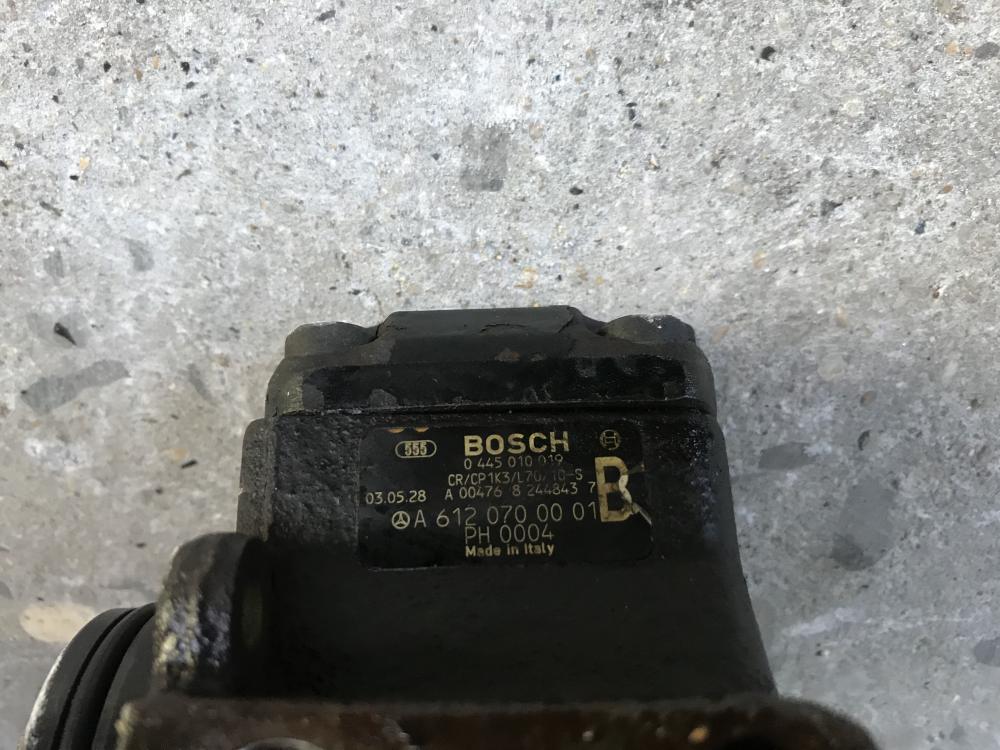 555 BOSCH
0 445 010 019
CR/CP1K3/L70/10-S
03.05.28 A 00476 8 244843 7
A 612 070 00 01 B
PH 0004
Made in Italy